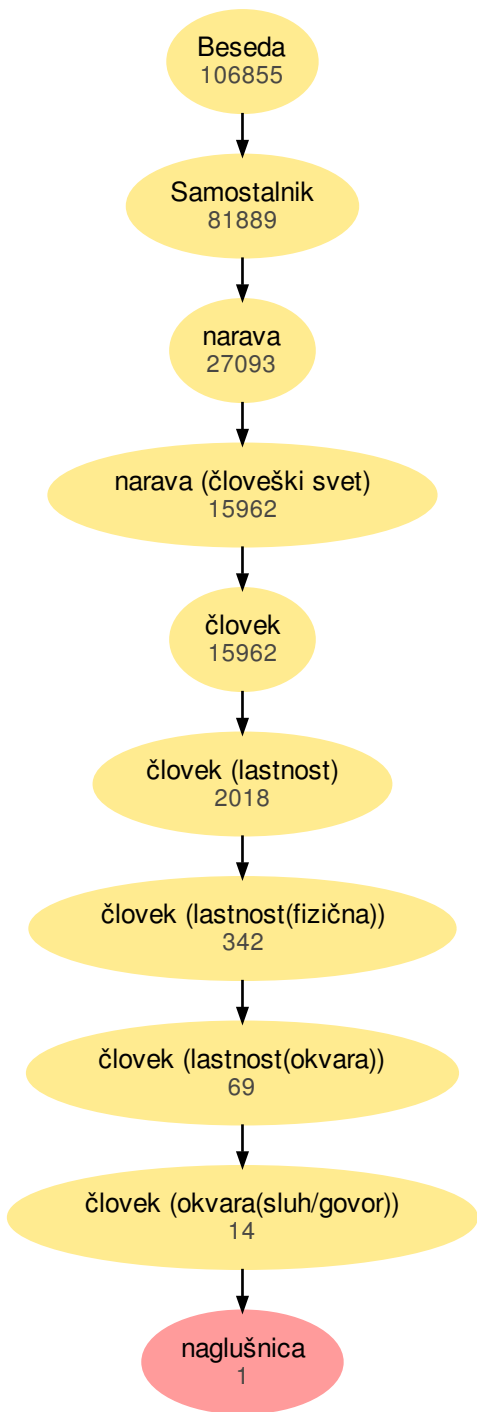 Beseda
106855
Samostalnik
81889
narava
27093
narava (človeški svet)
15962
človek
15962
človek (lastnost)
2018
človek (lastnost(fizična))
342
človek (lastnost(okvara))
69
človek (okvara(sluh/govor))
14
naglušnica
1